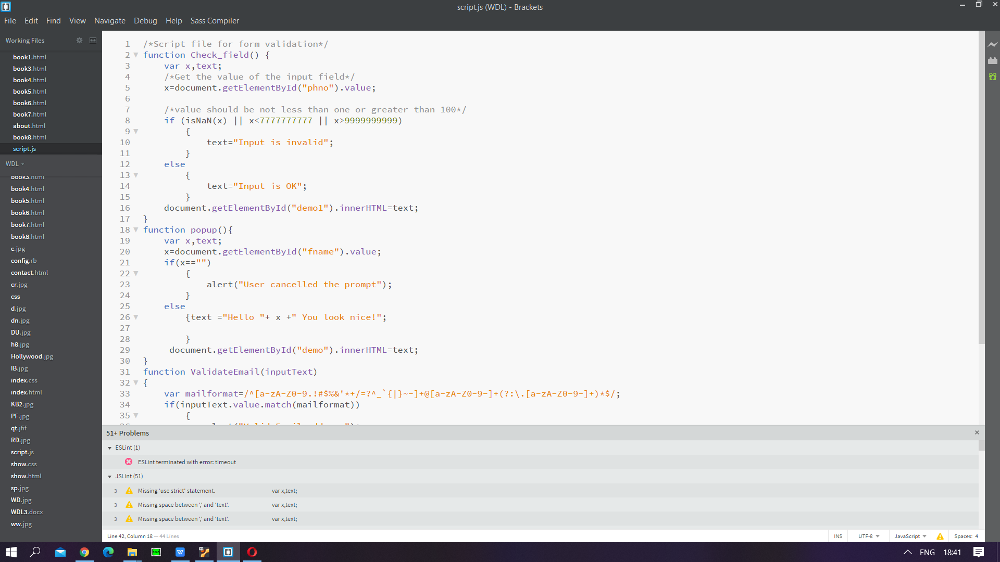 script.js (WDL) - Brackets
File Edit Find View Navigate Debug Help Sass Compiler
Working Files
book1.html
book3.html
book4.html
book5.html
book6.html
book7.html
about.html
book8.html
script.js
WDL
book3.html
book4.html
book5.html
book6.html
book7.html
book8.html
c.jpg
config.rb
contact.html
cr.jpg
css
d.jpg
dn.jpg
DU.jpg
h8.jpg
Hollywood.jpg
IB.jpg
index.css
index.html
KB2.jpg
PF.jpg
qt.jfif
RD.jpg
script.js
show.css
show.html
sp.jpg
WD.jpg
WDL3.docx
ww.jpg
1 /*Script file for form validation*/
2 function Check_field() {
3 var x,text;
4 /*Get the value of the input field*/
5 x=document.getElementById("phno").value;
6
7 /*value should be not less than one or greater than 100*/
8 if (isNaN(x) || x<7777777777 || x>9999999999)
9 {
10 text="Input is invalid";
11 }
12 else
13 {
14 text="Input is OK";
15 }
16 document.getElementById("demo1").innerHTML=text;
17 }
18 function popup(){
19 var x,text;
20 x=document.getElementById("fname").value;
21 if(x=="")
22 {
23 alert("User cancelled the prompt");
24 }
25 else
26 {text ="Hello "+ x +" You look nice!";
27
28 }
29 document.getElementById("demo").innerHTML=text;
30 }
31 function ValidateEmail(inputText)
32 {
33 var mailformat=/^[a-zA-Z0-9.!#$%&'*+/=?^_`{|}~-]+@[a-zA-Z0-9-]+(?:\.[a-zA-Z0-9-]+)*$/;
34 if(inputText.value.match(mailformat))
35 {
51+ Problems
ESLint (1)
ESLint terminated with error: timeout
JSLint (51)
3 Missing 'use strict' statement. var x,text;
3 Missing space between ',' and 'text'. var x,text;
3 Missing space between ',' and 'text'. var x,text;
Line 42, Column 18 — 44 Lines
INS UTF-8 JavaScript Spaces: 4
ENG 18:41